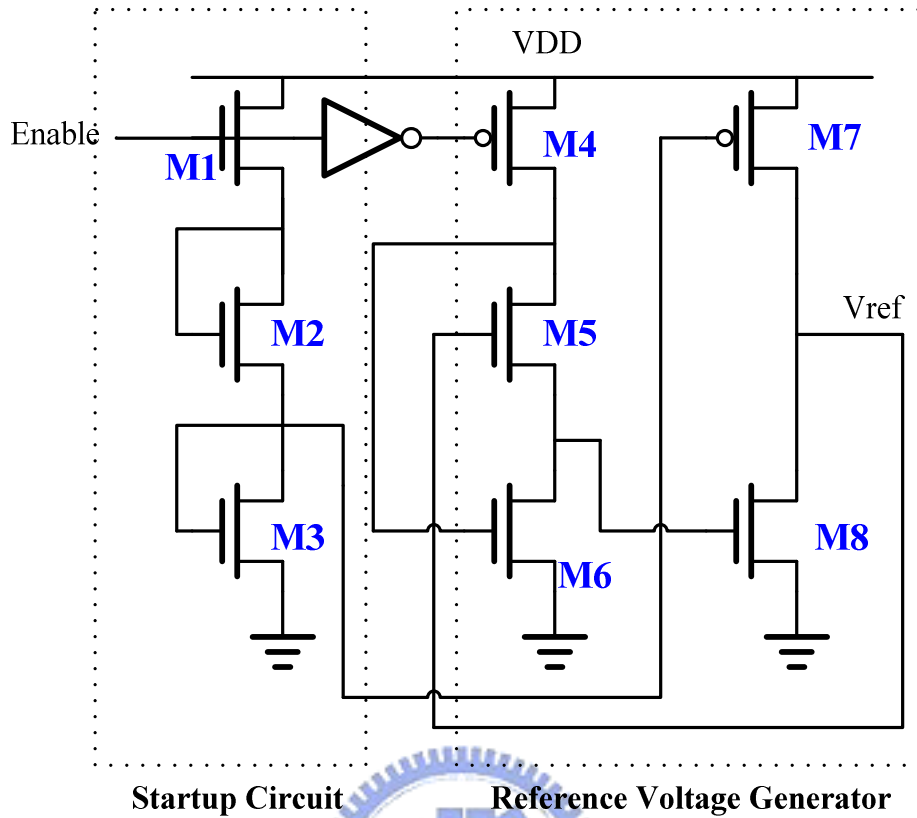 VDD
Enable
M1
M4
M7
M2
M5
Vref
M3
M6
M8
Startup Circuit
Reference Voltage Generator